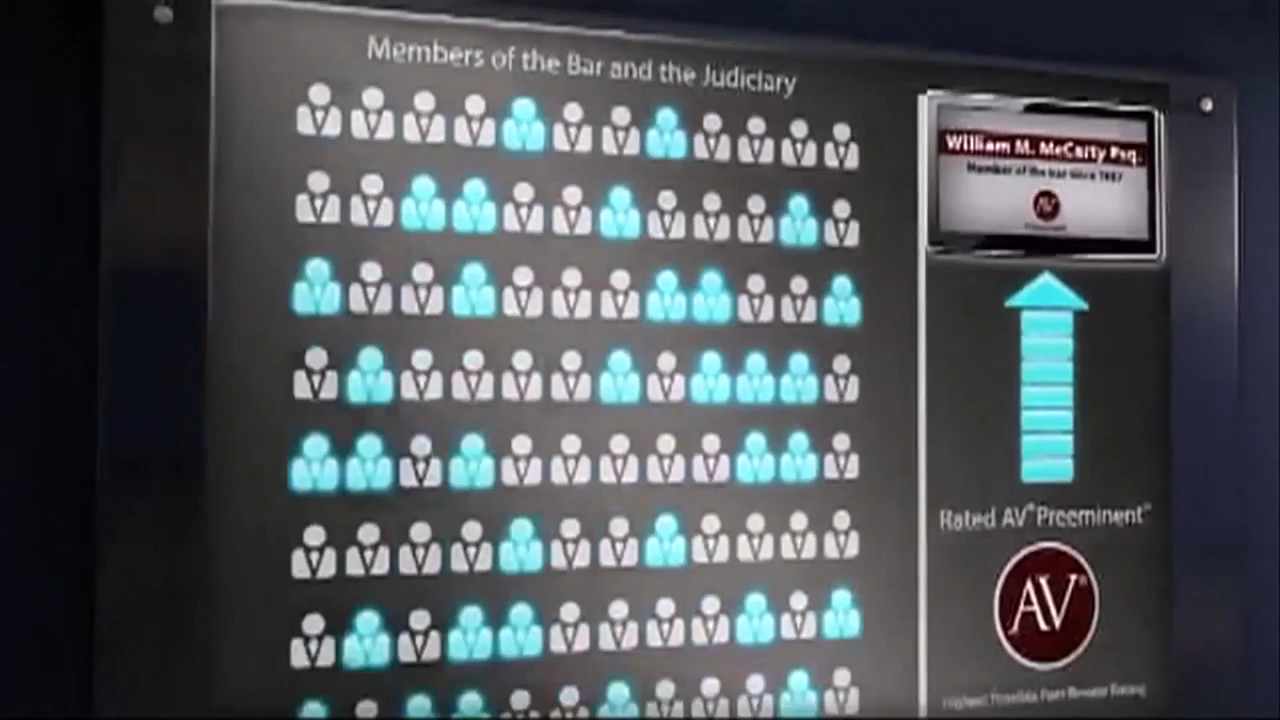 Members of the Bar and the Judiciary
William M. McCarty Esq.
Member of the bar since 1987
AV
Rated AV® Preeminent™
AV®
Highest Possible Peer Review Rating